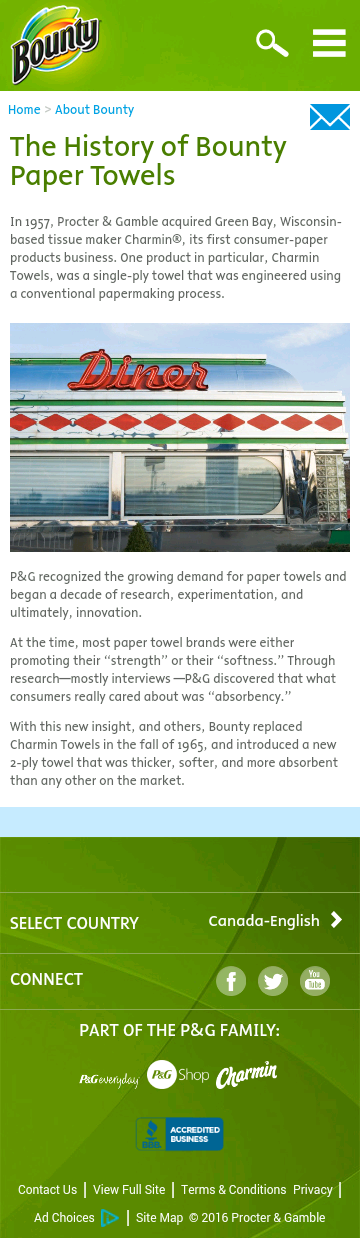 Bounty
Home > About Bounty
The History of Bounty
Paper Towels
In 1957, Procter & Gamble acquired Green Bay, Wisconsin-
based tissue maker Charmin®, its first consumer-paper
products business. One product in particular, Charmin
Towels, was a single-ply towel that was engineered using
a conventional papermaking process.
Diner
P&G recognized the growing demand for paper towels and
began a decade of research, experimentation, and
ultimately, innovation.
At the time, most paper towel brands were either
promoting their “strength” or their “softness.” Through
research—mostly interviews —P&G discovered that what
consumers really cared about was “absorbency.”
With this new insight, and others, Bounty replaced
Charmin Towels in the fall of 1965, and introduced a new
2-ply towel that was thicker, softer, and more absorbent
than any other on the market.
SELECT COUNTRY Canada-English
CONNECT f You Tube
PART OF THE P&G FAMILY:
P&G everyday P&G Shop Charmin
BBB. ACCREDITED
BUSINESS
Contact Us | View Full Site | Terms & Conditions Privacy |
Ad Choices | Site Map © 2016 Procter & Gamble